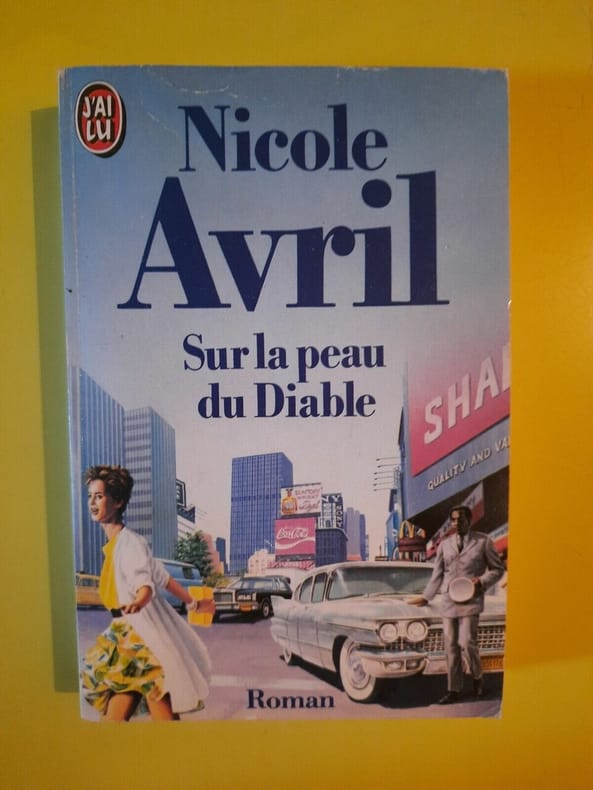 J'AI
LU
Nicole
Avril
Sur la peau
du Diable
SHA
QUALITY AND VA
Coca-Cola
Roman